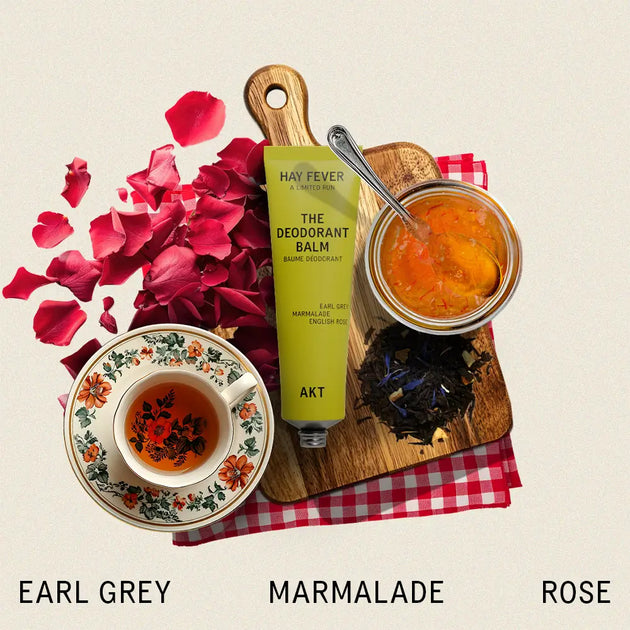 HAY FEVER
A LIMITED RUN
THE
DEODORANT
BALM
BAUME DÉODORANT
EARL GREY
MARMALADE
ENGLISH ROSE
AKT
EARL GREY MARMALADE ROSE